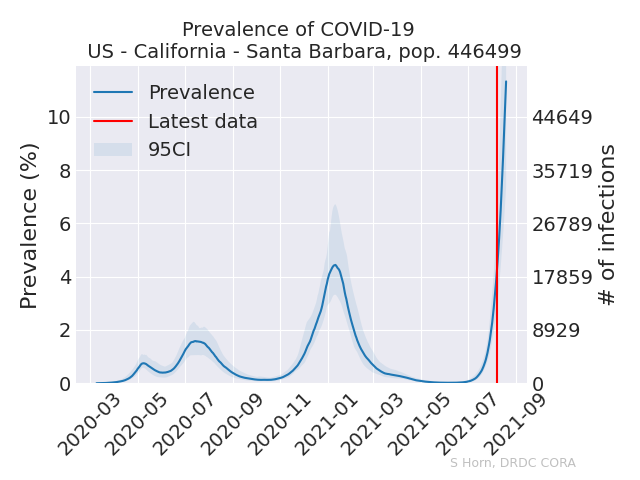 Prevalence of COVID-19
US - California - Santa Barbara, pop. 446499
Prevalence
Latest data
95CI
Prevalence (%)
10
8
6
4
2
0
44649
35719
26789
17859
8929
0
# of infections
2020-03
2020-05
2020-07
2020-09
2020-11
2021-01
2021-03
2021-05
2021-07
2021-09
S Horn, DRDC CORA